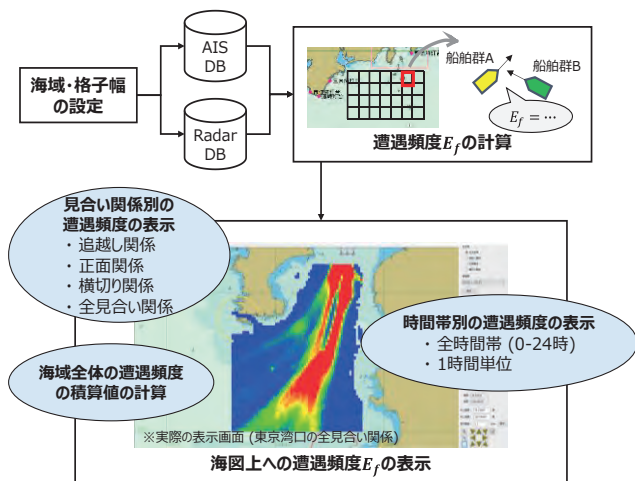 海域・格子幅
の設定
AIS
DB
Radar
DB
船舶群A
船舶群B
E_f = …
遭遇頻度E_fの計算
見合い関係別の
遭遇頻度の表示
・ 追越し関係
・ 正面関係
・ 横切り関係
・ 全見合い関係
海域全体の遭遇頻度
の積算値の計算
時間帯別の遭遇頻度の表示
・ 全時間帯 (0-24時)
・ 1時間単位
※実際の表示画面 (東京湾口の全見合い関係)
海図上への遭遇頻度E_fの表示